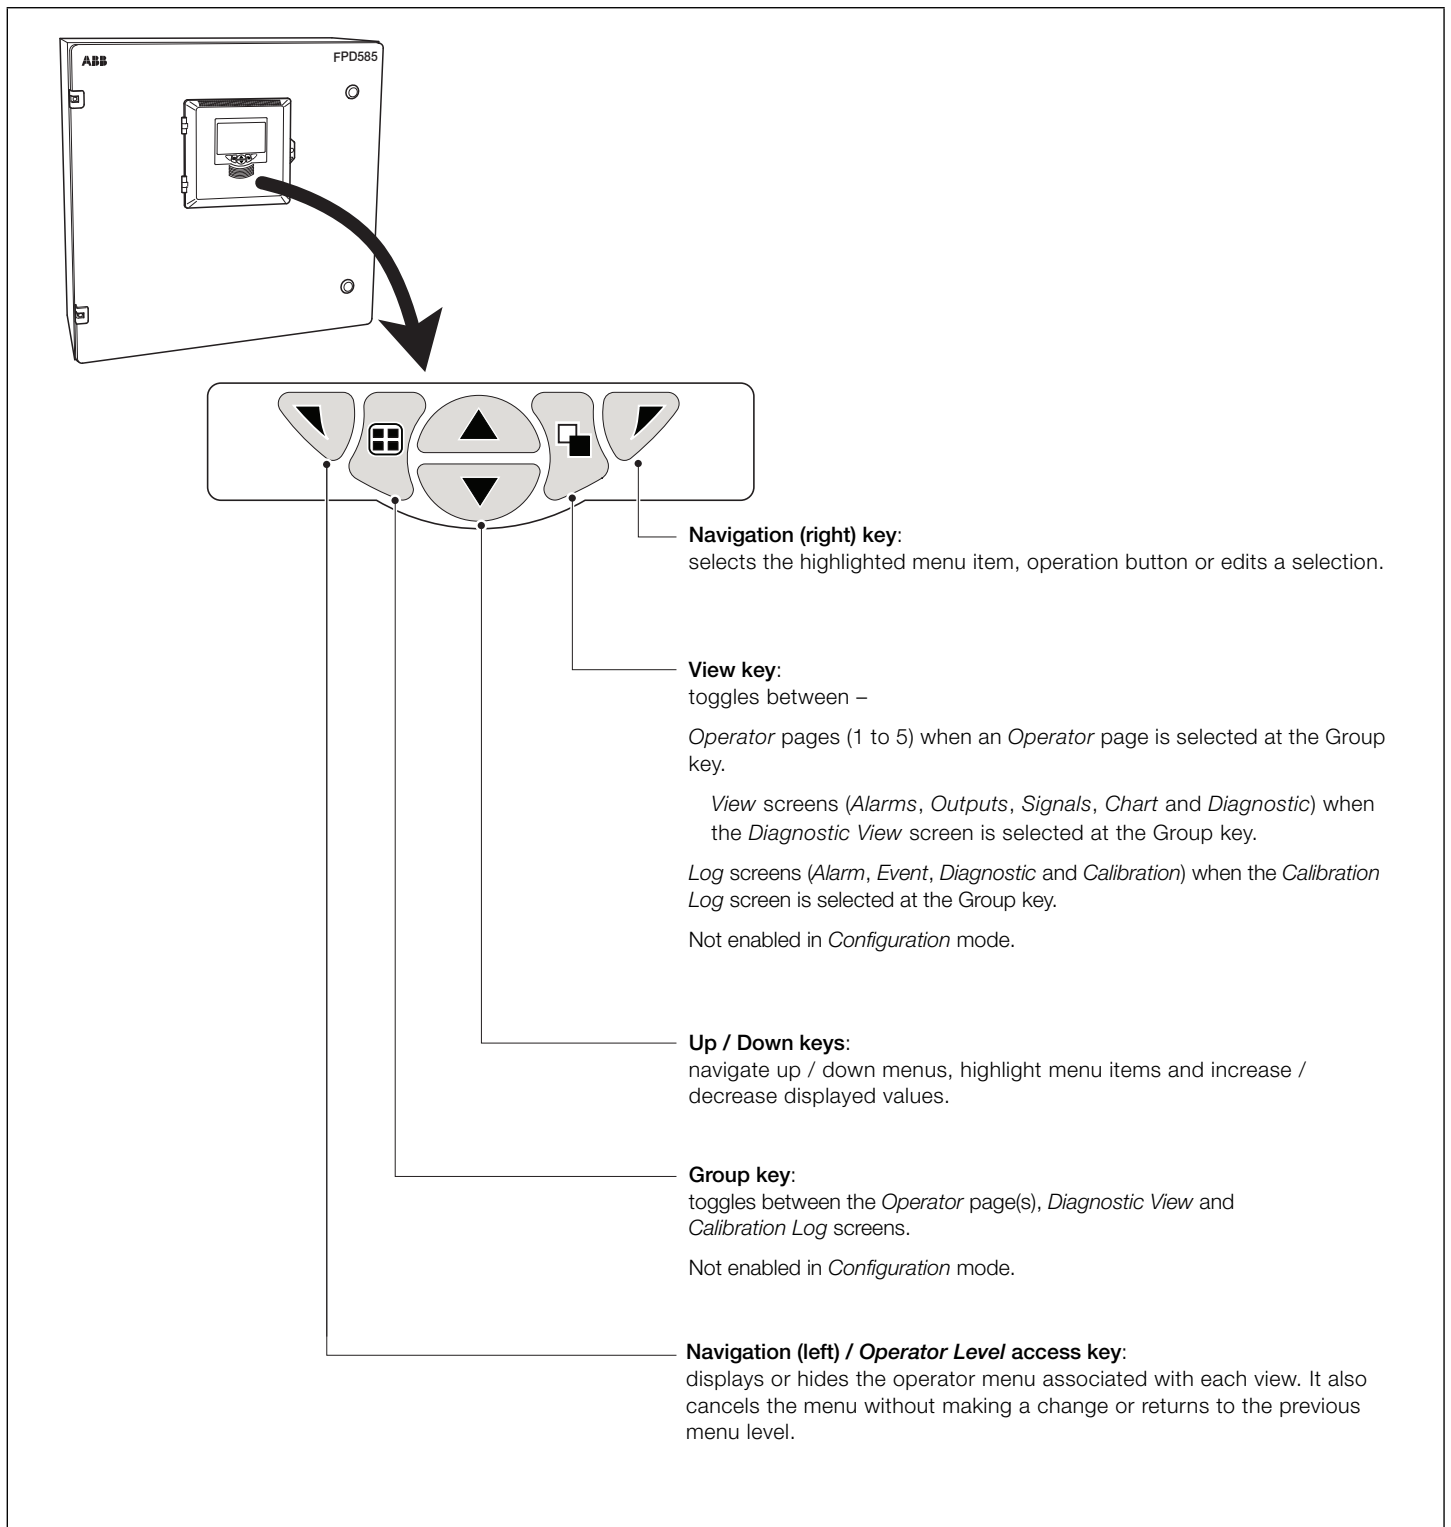 ABB
FPD585
Navigation (right) key:
selects the highlighted menu item, operation button or edits a selection.
View key:
toggles between –
Operator pages (1 to 5) when an Operator page is selected at the Group
key.
View screens (Alarms, Outputs, Signals, Chart and Diagnostic) when
the Diagnostic View screen is selected at the Group key.
Log screens (Alarm, Event, Diagnostic and Calibration) when the Calibration
Log screen is selected at the Group key.
Not enabled in Configuration mode.
Up / Down keys:
navigate up / down menus, highlight menu items and increase /
decrease displayed values.
Group key:
toggles between the Operator page(s), Diagnostic View and
Calibration Log screens.
Not enabled in Configuration mode.
Navigation (left) / Operator Level access key:
displays or hides the operator menu associated with each view. It also
cancels the menu without making a change or returns to the previous
menu level.